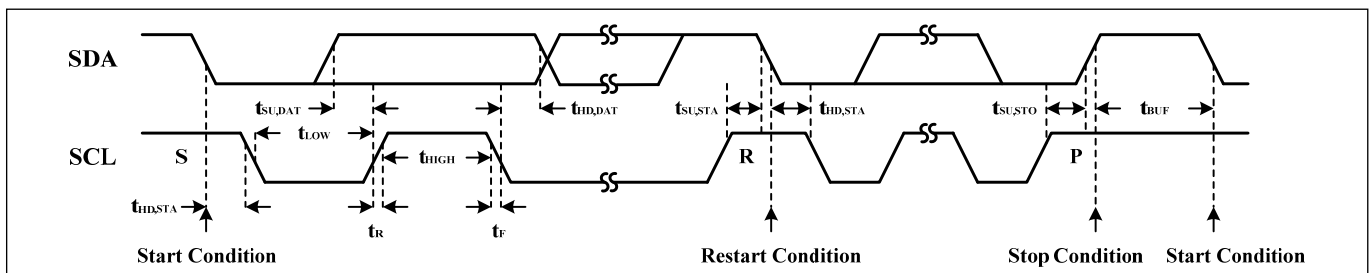 SDA
tSU,DAT
tHD,DAT
tSU,STA
tHD,STA
tSU,STO
tBUF
tLOW
SCL
S
tHIGH
R
P
tHD,STA
tR
tF
Start Condition
Restart Condition
Stop Condition
Start Condition